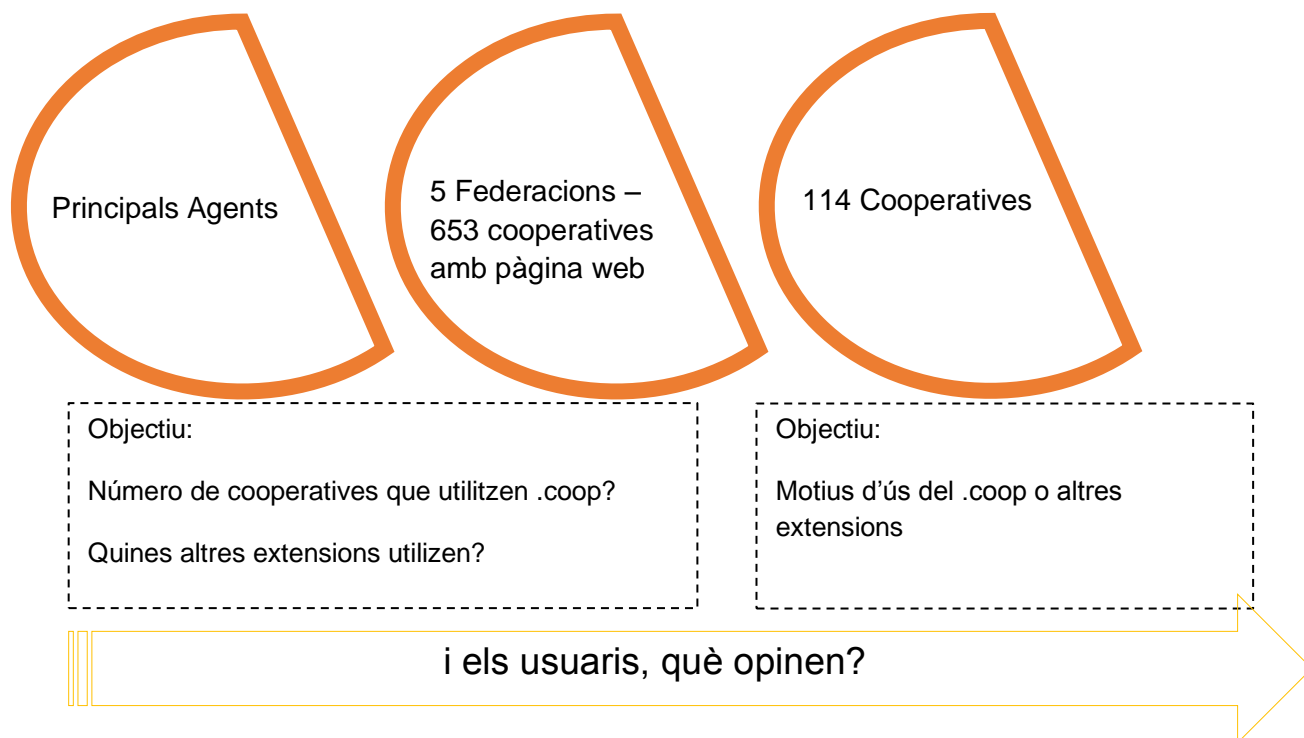 Principals Agents
5 Federacions –
653 cooperatives
amb pàgina web
114 Cooperatives
Objectiu:
Número de cooperatives que utilitzen .coop?
Quines altres extensions utilizen?
Objectiu:
Motius d'ús del .coop o altres
extensions
i els usuaris, què opinen?